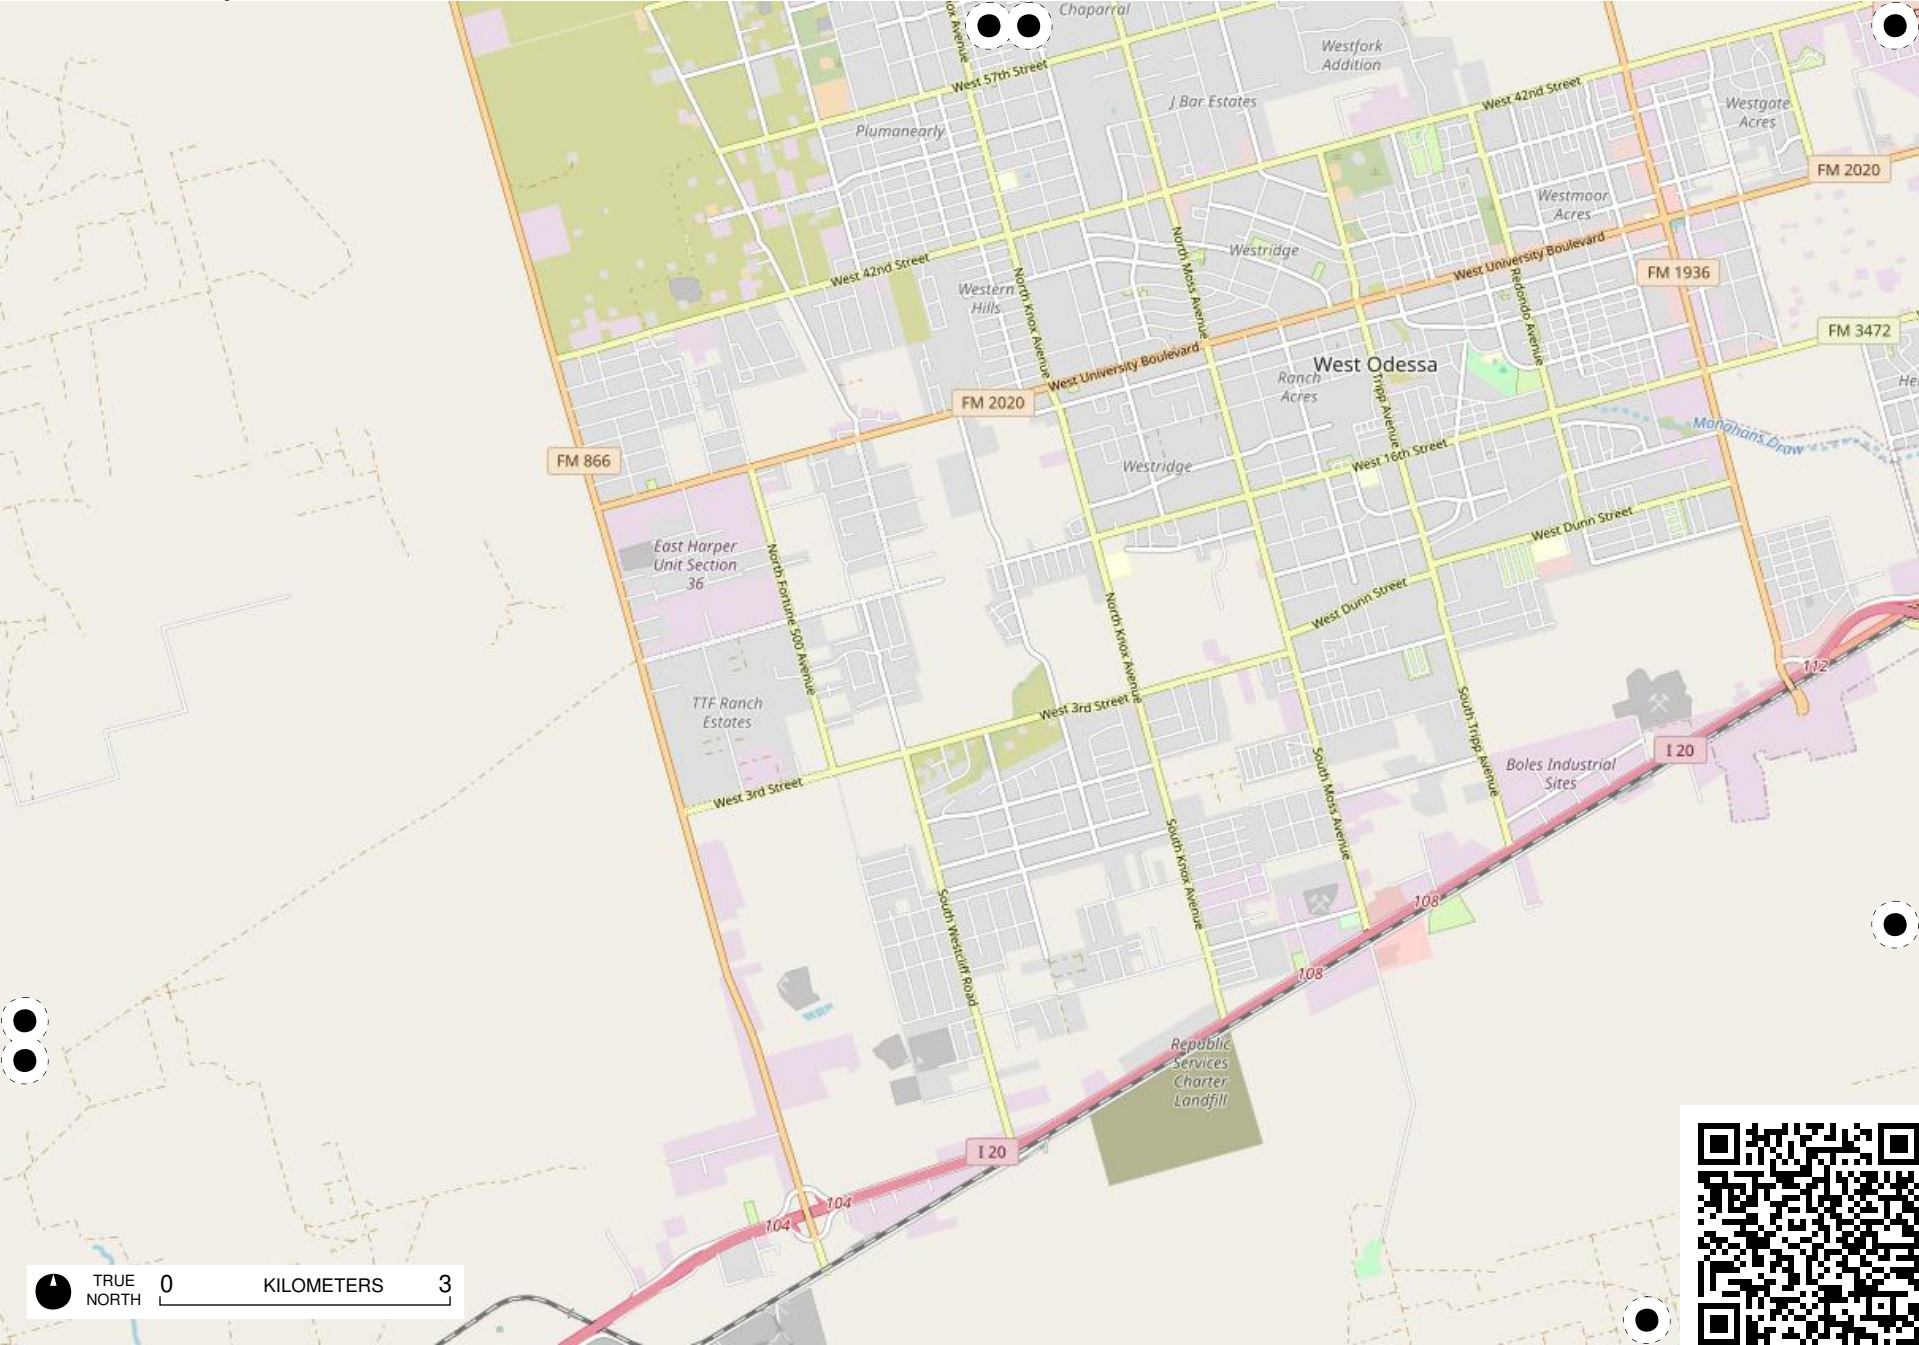 Chaparral
Westfork
Addition
West 57th Street
J Bar Estates
West 42nd Street
Westgate
Acres
Plumanearly
FM 2020
Westmoor
Acres
North Moss Avenue
Westridge
West University Boulevard
West 42nd Street
FM 1936
Western
Hills
North Knox Avenue
Redondo Avenue
FM 3472
West University Boulevard
West Odessa
Ranch
Acres
Tripp Avenue
FM 2020
Monahans Draw
FM 866
Westridge
West 16th Street
West Dunn Street
East Harper
Unit Section
36
North Fortune 500 Avenue
West Dunn Street
North Knox Avenue
112
TTF Ranch
Estates
West 3rd Street
South Tripp Avenue
I 20
Boles Industrial
Sites
West 3rd Street
South Moss Avenue
South Knox Avenue
South Westcliff Road
108
108
Republic
Services
Charter
Landfill
I 20
104
104
TRUE
NORTH
0 KILOMETERS 3